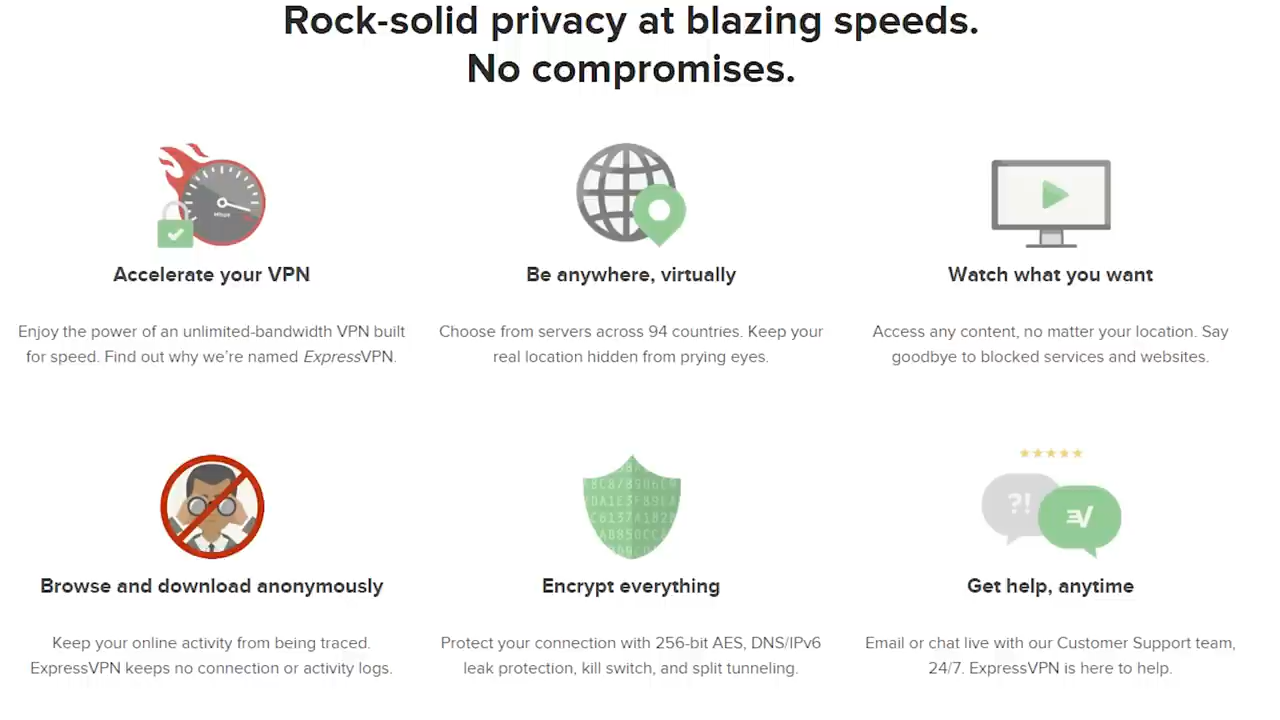 Rock-solid privacy at blazing speeds.
No compromises.
Mbps
Accelerate your VPN
Enjoy the power of an unlimited-bandwidth VPN built
for speed. Find out why we're named ExpressVPN.
Be anywhere, virtually
Choose from servers across 94 countries. Keep your
real location hidden from prying eyes.
Watch what you want
Access any content, no matter your location. Say
goodbye to blocked services and websites.
Browse and download anonymously
Keep your online activity from being traced.
ExpressVPN keeps no connection or activity logs.
Encrypt everything
Protect your connection with 256-bit AES, DNS/IPv6
leak protection, kill switch, and split tunneling.
?!
Get help, anytime
Email or chat live with our Customer Support team,
24/7. ExpressVPN is here to help.